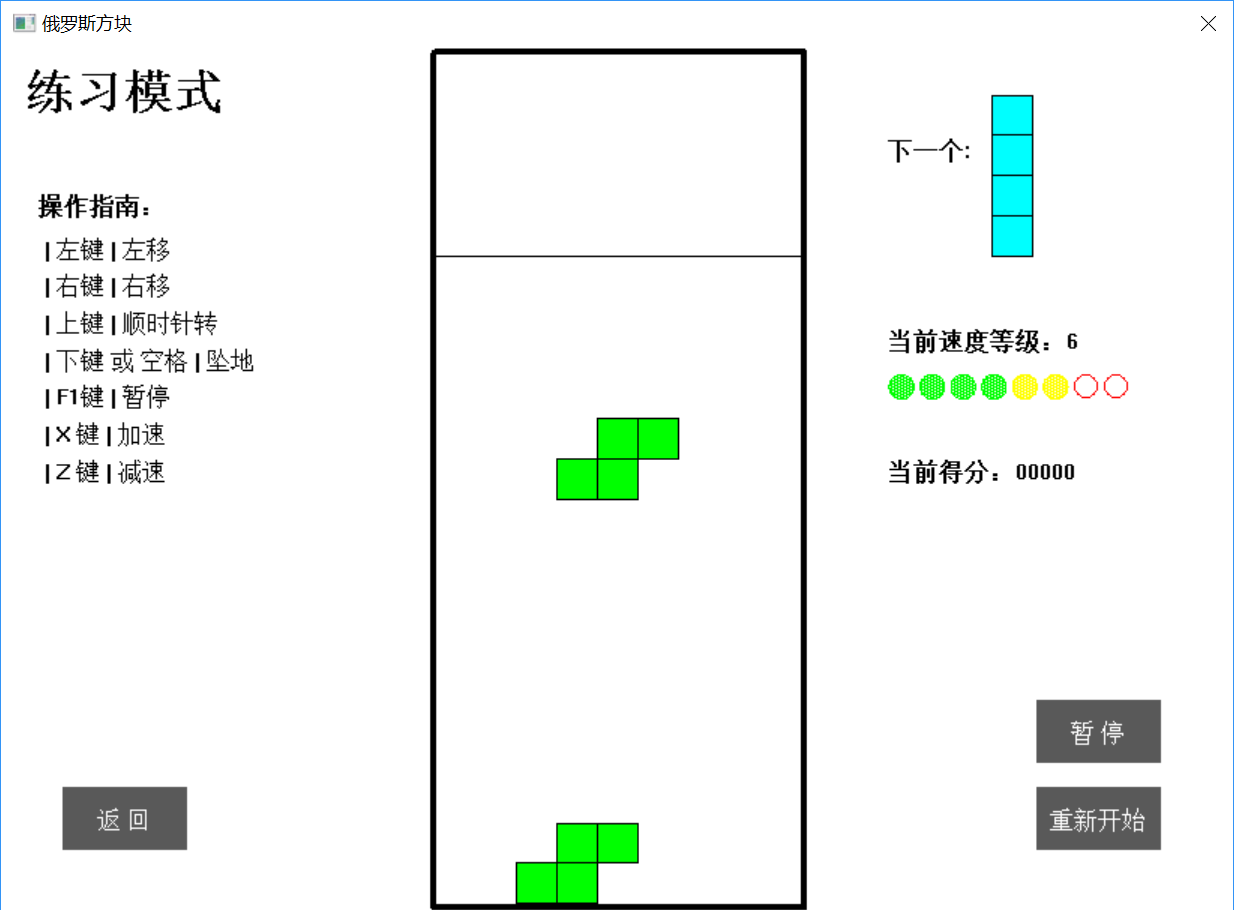 俄罗斯方块
练习模式
操作指南：
| 左键 | 左移
| 右键 | 右移
| 上键 | 顺时针转
| 下键 或 空格 | 坠地
| F1键 | 暂停
| X 键 | 加速
| Z 键 | 减速
返 回
下一个:
当前速度等级：6
当前得分：00000
暂 停
重新开始